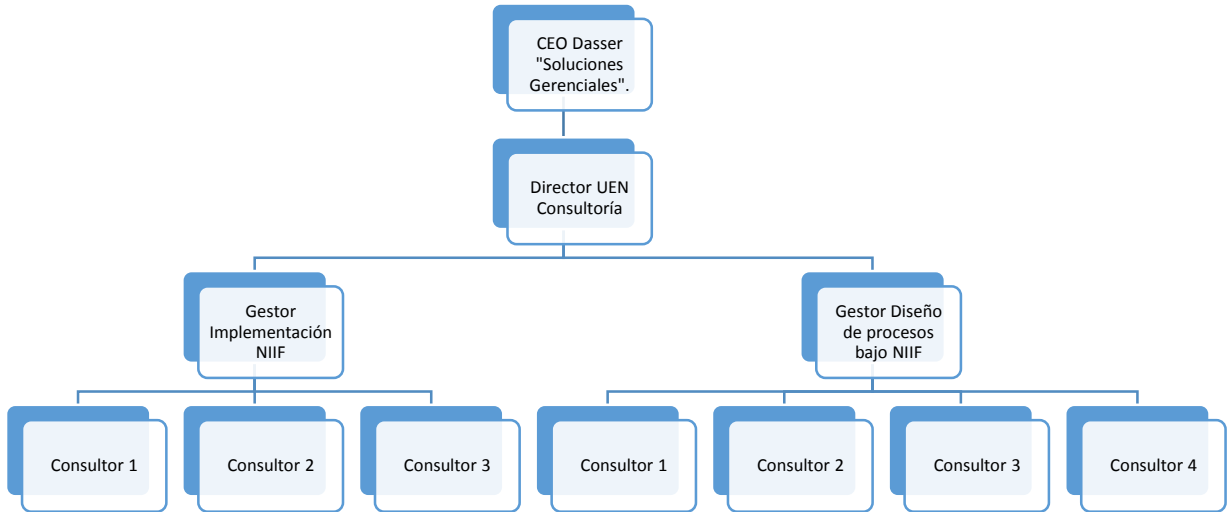 CEO Dasser
"Soluciones
Gerenciales".
Director UEN
Consultoría
Gestor
Implementación
NIIF
Gestor Diseño
de procesos
bajo NIIF
Consultor 1
Consultor 2
Consultor 3
Consultor 1
Consultor 2
Consultor 3
Consultor 4